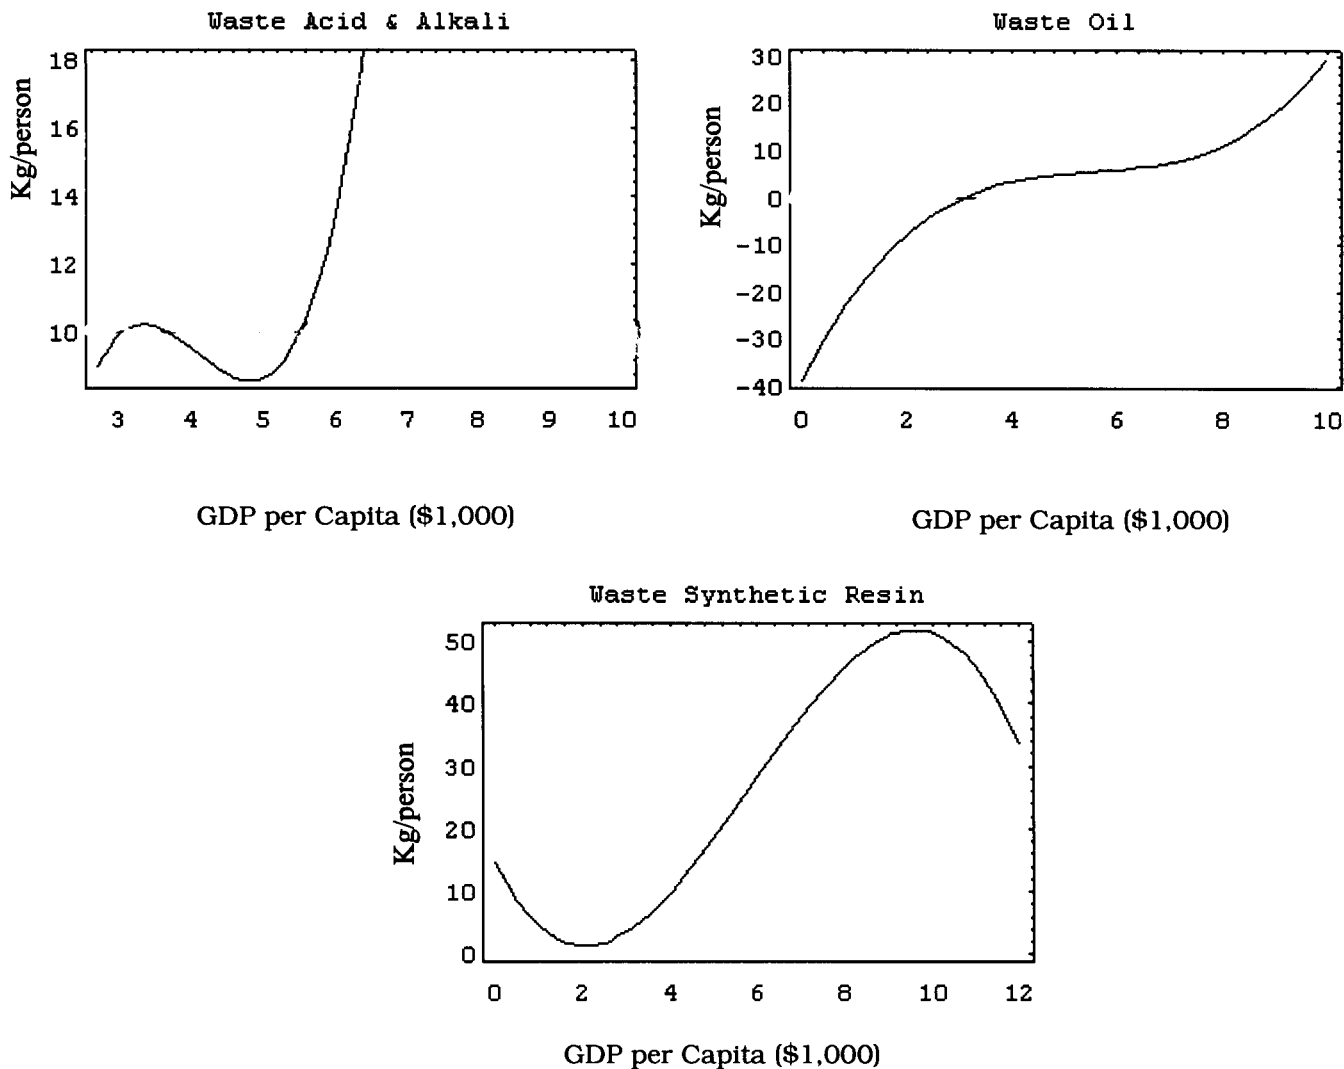 Waste Acid & Alkali
Kg/person
18
16
14
12
10
3 4 5 6 7 8 9 10
GDP per Capita ($1,000)
Waste Oil
Kg/person
30
20
10
0
-10
-20
-30
-40
0 2 4 6 8 10
GDP per Capita ($1,000)
Waste Synthetic Resin
Kg/person
50
40
30
20
10
0
0 2 4 6 8 10 12
GDP per Capita ($1,000)